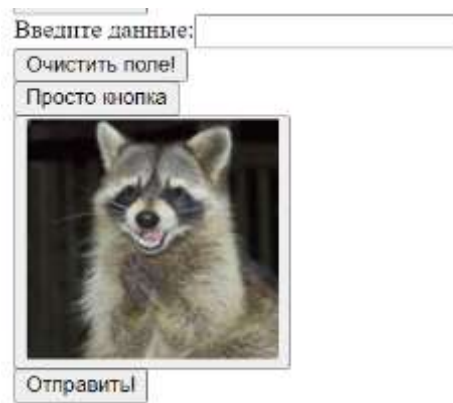 Введите данные:
Очистить поле!
Просто кнопка
Отправить!